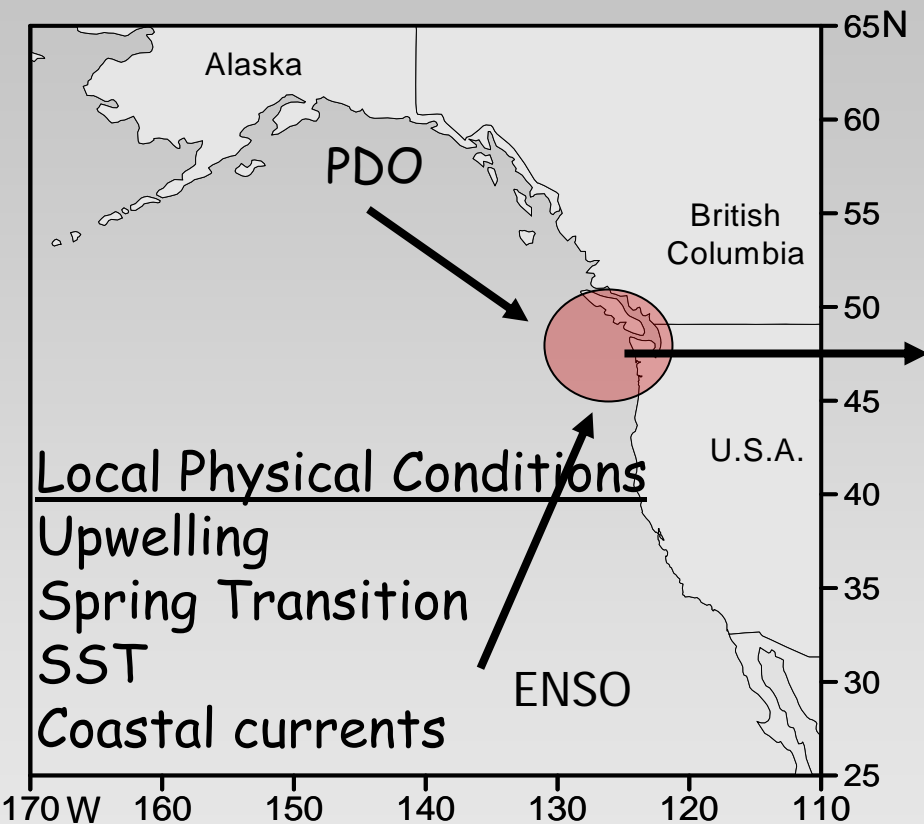 65N
Alaska
60
PDO
55
British
Columbia
50
45
U.S.A.
Local Physical Conditions
40
Upwelling
35
Spring Transition
SST
30
ENSO
Coastal currents
25
170 W 160 150 140 130 120 110